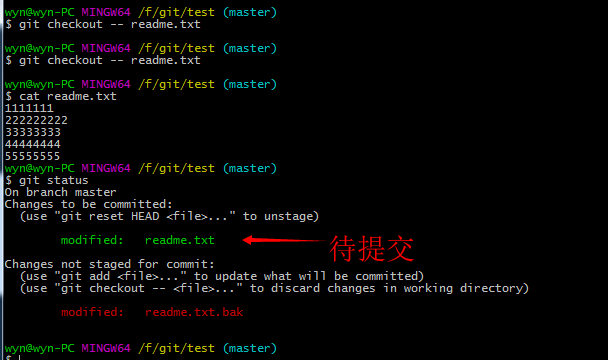 wyn@wyn-PC MINGW64 /f/git/test (master)
$ git checkout -- readme.txt
wyn@wyn-PC MINGW64 /f/git/test (master)
$ git checkout -- readme.txt
wyn@wyn-PC MINGW64 /f/git/test (master)
$ cat readme.txt
1111111
222222222
33333333
44444444
55555555
wyn@wyn-PC MINGW64 /f/git/test (master)
$ git status
On branch master
Changes to be committed:
  (use "git reset HEAD <file>..." to unstage)
        modified:   readme.txt 待提交
Changes not staged for commit:
  (use "git add <file>..." to update what will be committed)
  (use "git checkout -- <file>..." to discard changes in working directory)
        modified:   readme.txt.bak
wyn@wyn-PC MINGW64 /f/git/test (master)